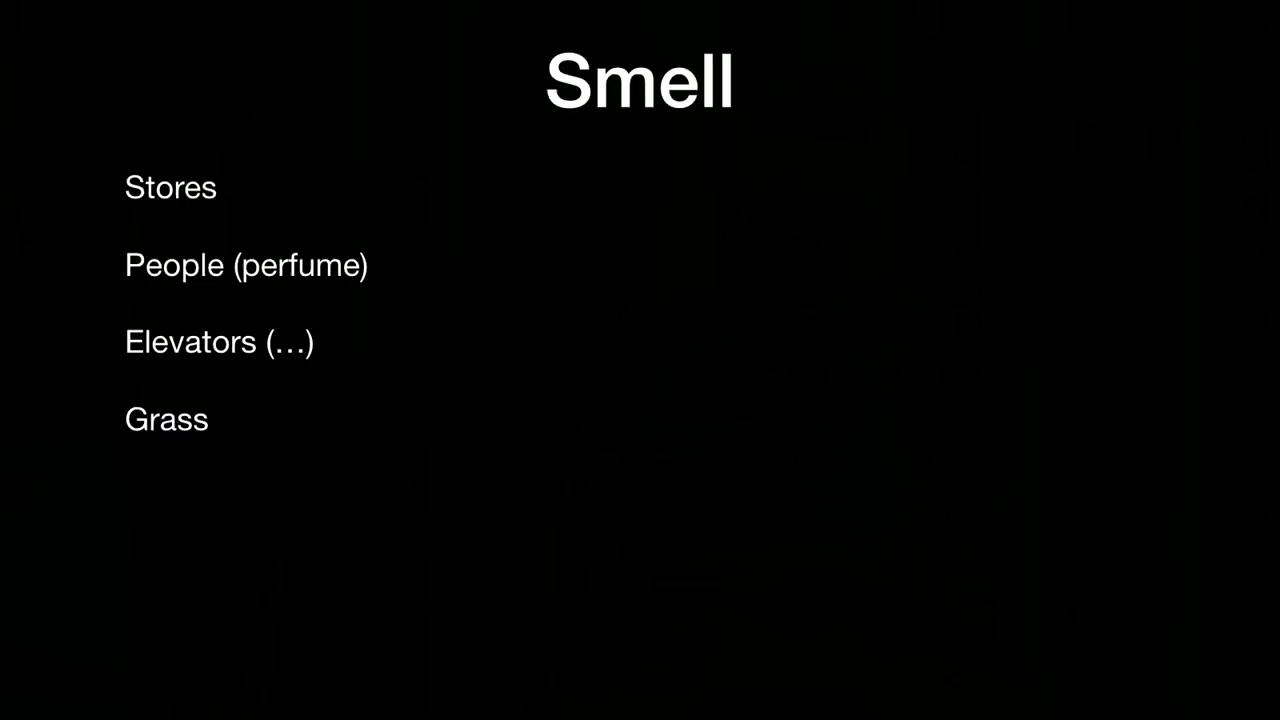 Smell
Stores
People (perfume)
Elevators (…)
Grass